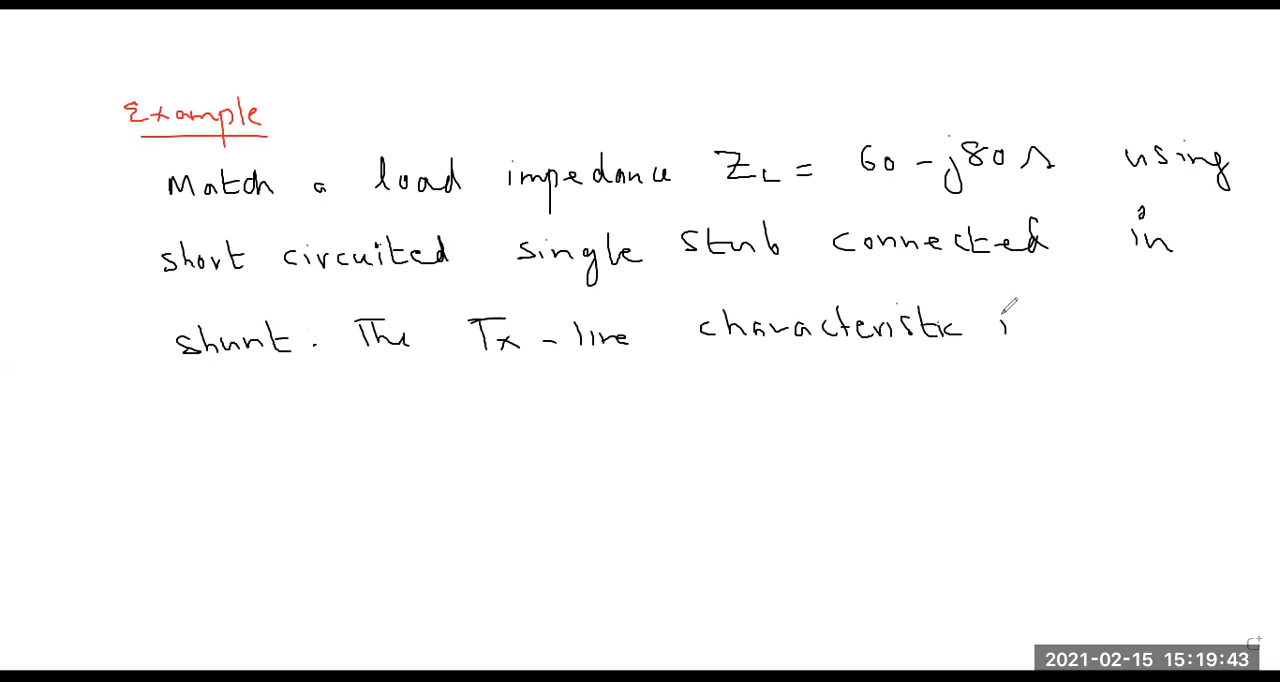 Example
Match a load impedance ZL = 60 - j80 Ω using
short circuited single stub connected in
shunt. The Tx-line characteristic i
2021-02-15 15:19:43